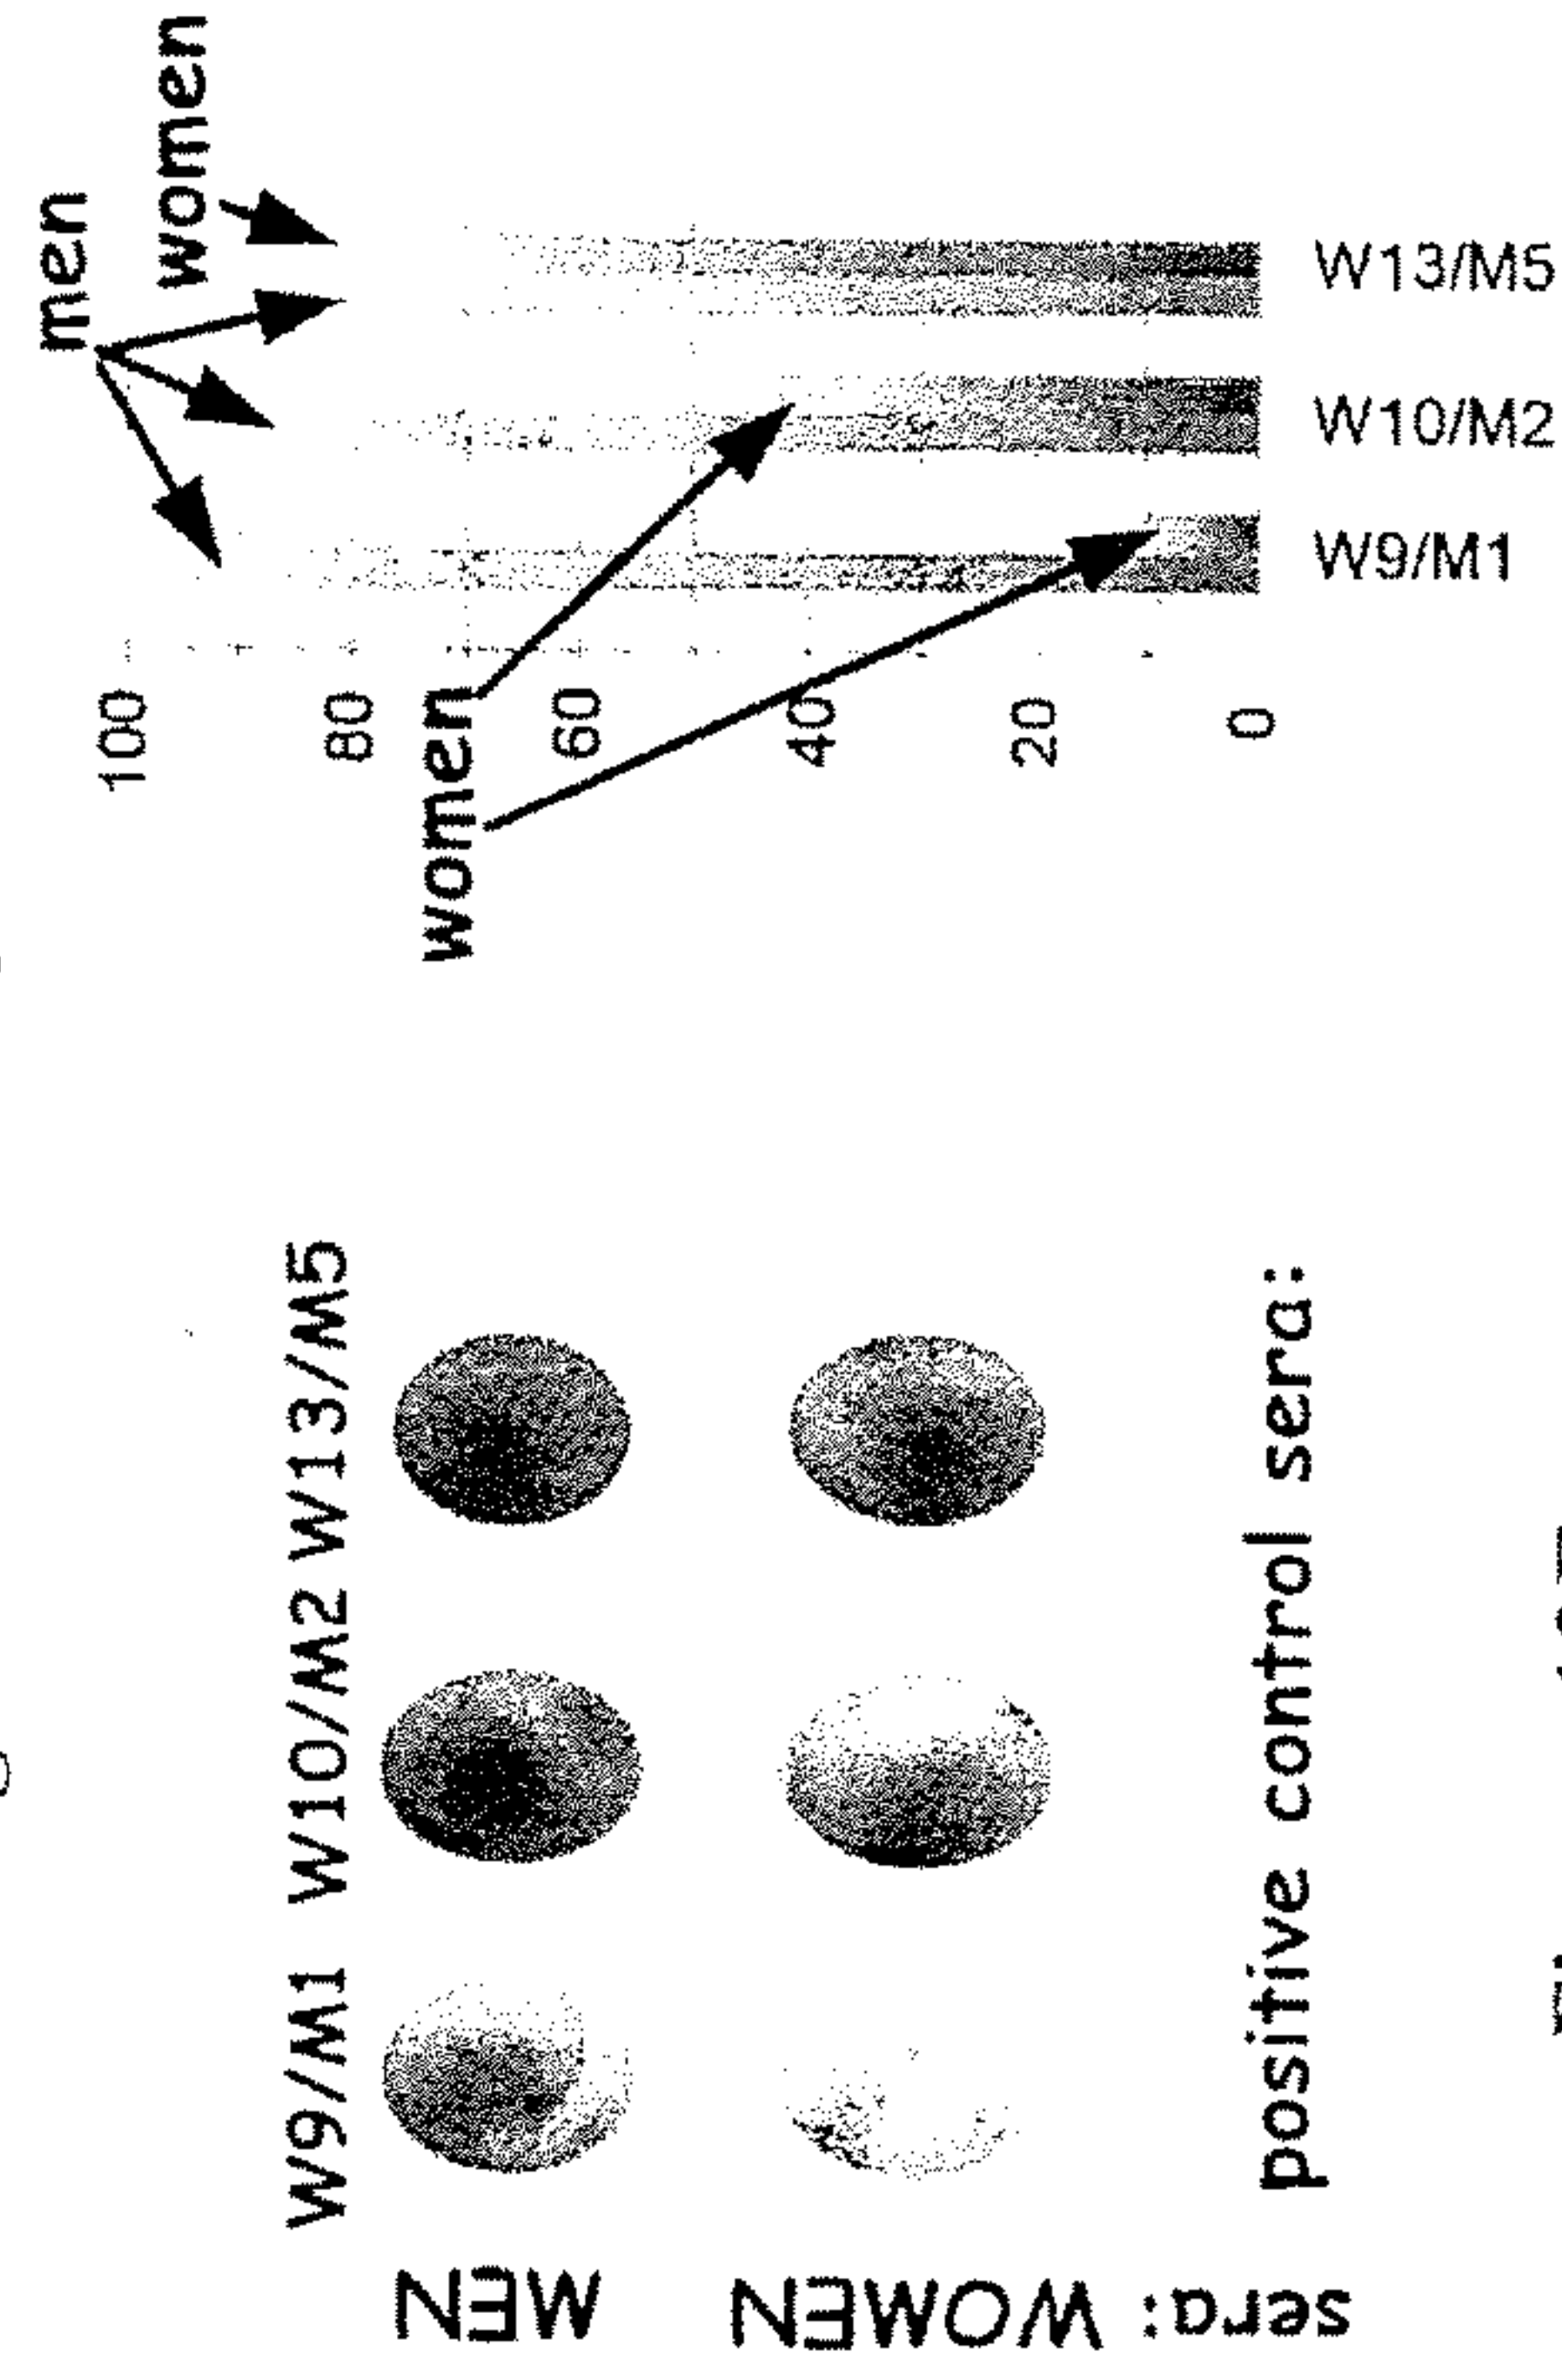 W9/M1 W10/M2 W13/M5
MEN
WOMEN
sera:
positive control sera:
men
women
women
100
80
60
40
20
0
W9/M1
W10/M2
W13/M5